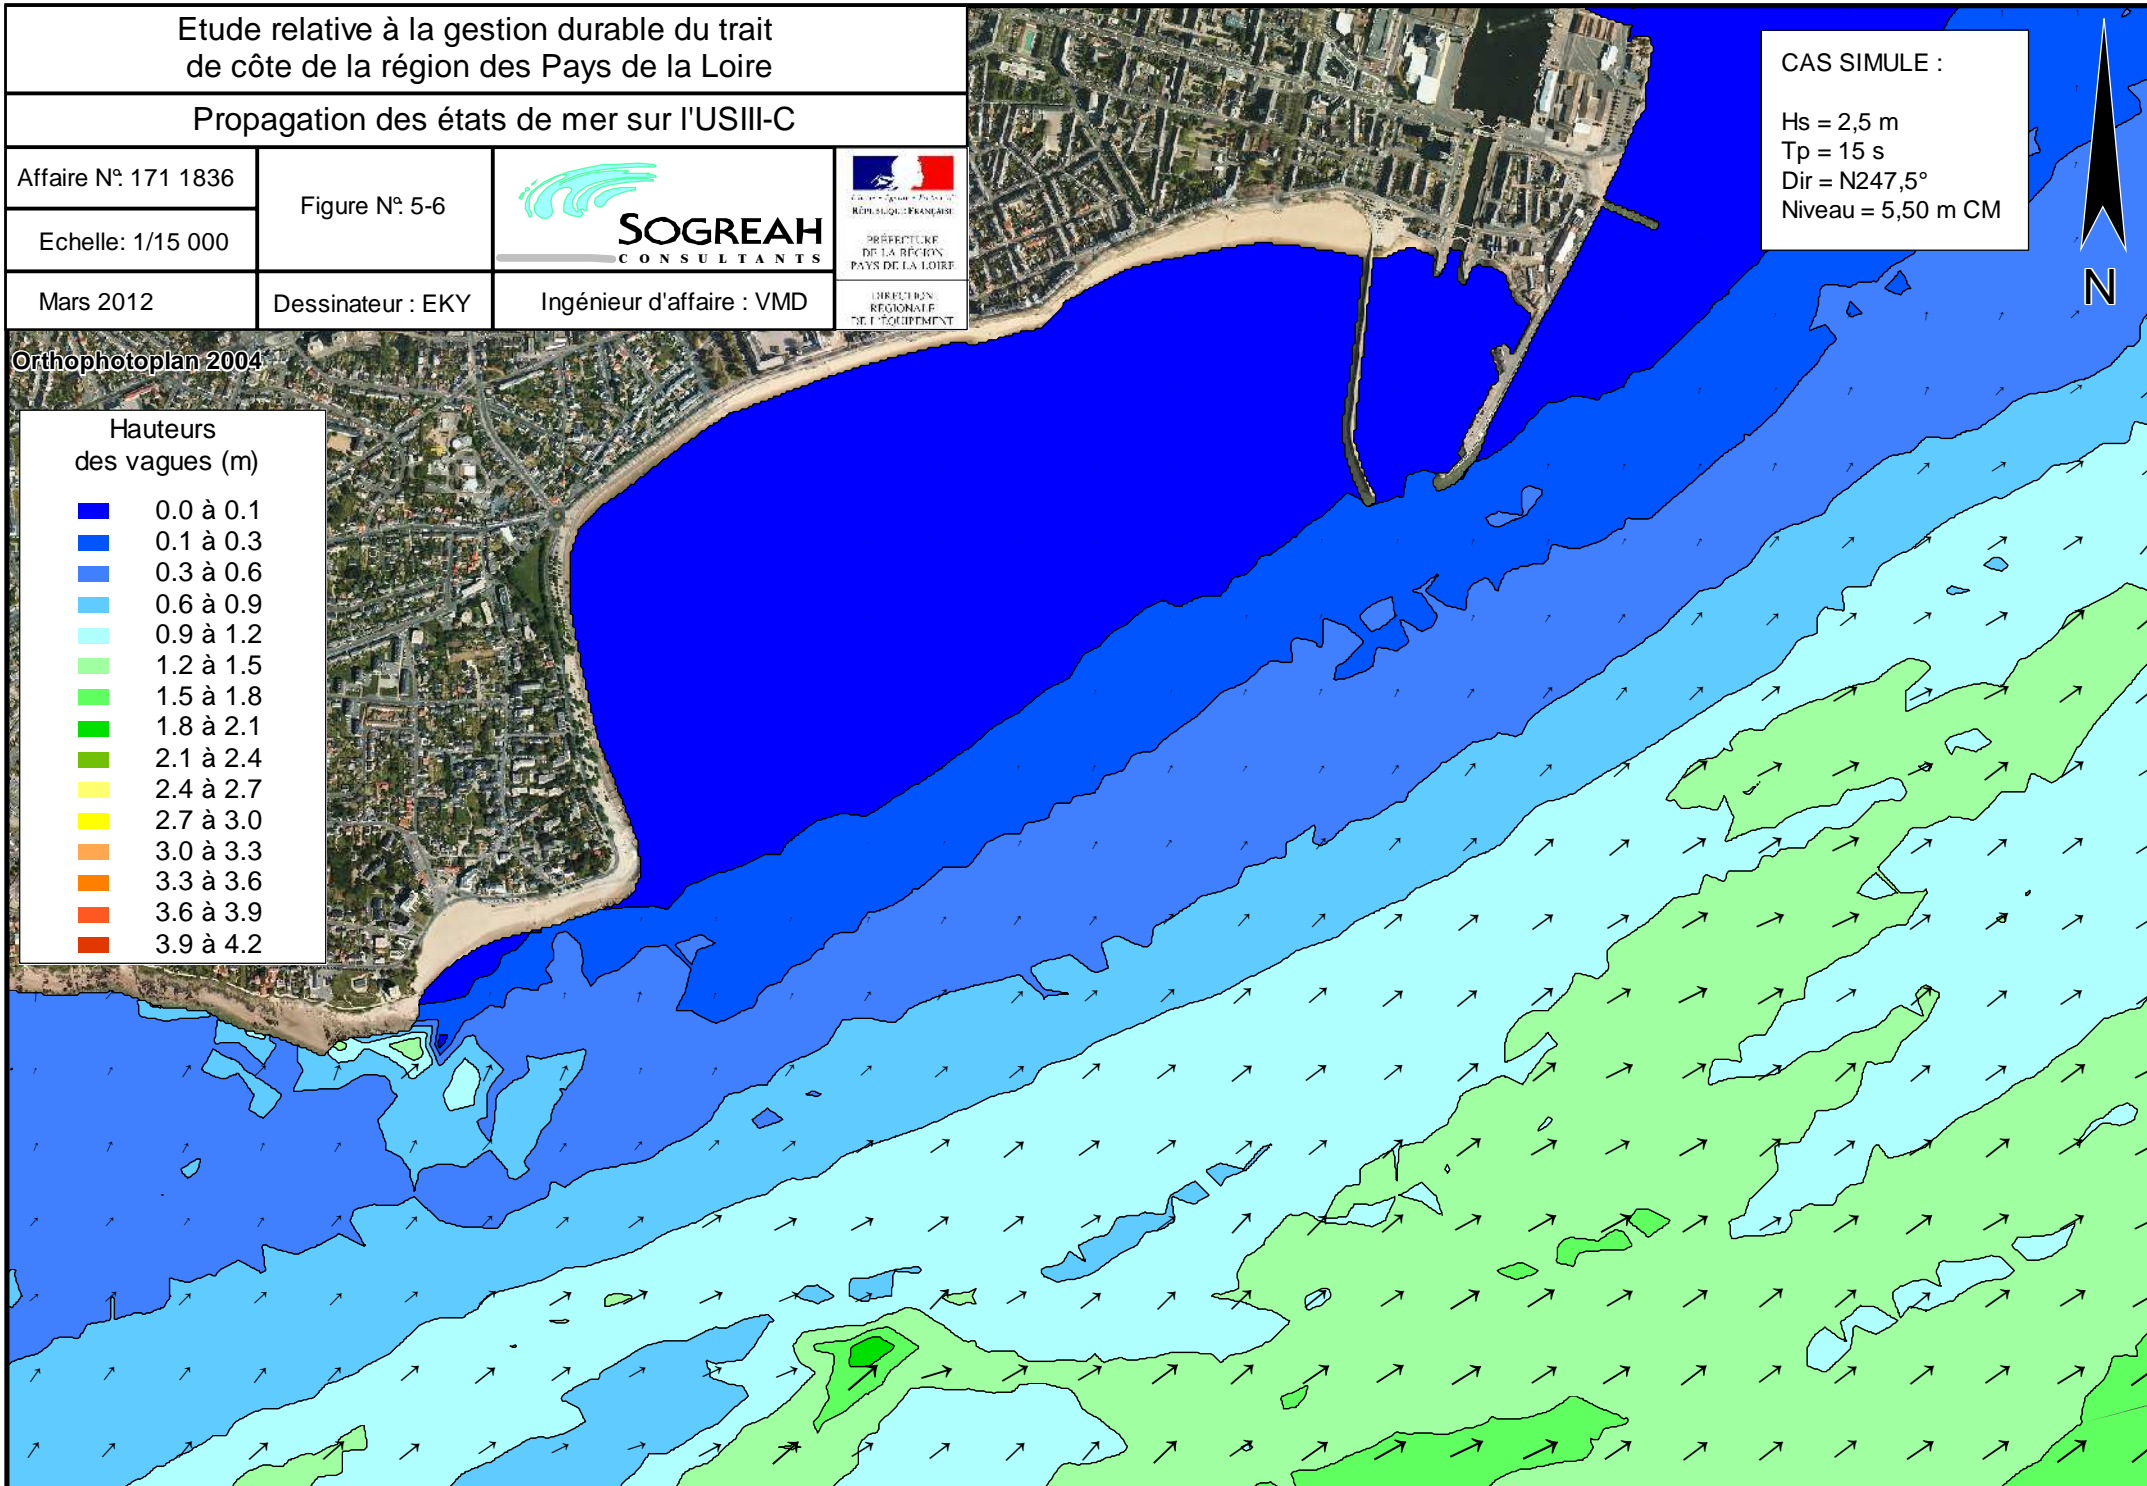 Etude relative à la gestion durable du trait
de côte de la région des Pays de la Loire
Propagation des états de mer sur l'USIII-C
Affaire N°: 171 1836
Echelle: 1/15 000
Mars 2012
Figure N°: 5-6
Dessinateur : EKY
SOGREAH
CONSULTANTS
Ingénieur d'affaire : VMD
RÉPUBLIQUE FRANÇAISE
PRÉFECTURE
DE LA RÉGION
PAYS DE LA LOIRE
DIRECTION
RÉGIONALE
DE L'ÉQUIPEMENT
CAS SIMULE :
Hs = 2,5 m
Tp = 15 s
Dir = N247,5°
Niveau = 5,50 m CM
N
Orthophotoplan 2004
Hauteurs
des vagues (m)
0.0 à 0.1
0.1 à 0.3
0.3 à 0.6
0.6 à 0.9
0.9 à 1.2
1.2 à 1.5
1.5 à 1.8
1.8 à 2.1
2.1 à 2.4
2.4 à 2.7
2.7 à 3.0
3.0 à 3.3
3.3 à 3.6
3.6 à 3.9
3.9 à 4.2